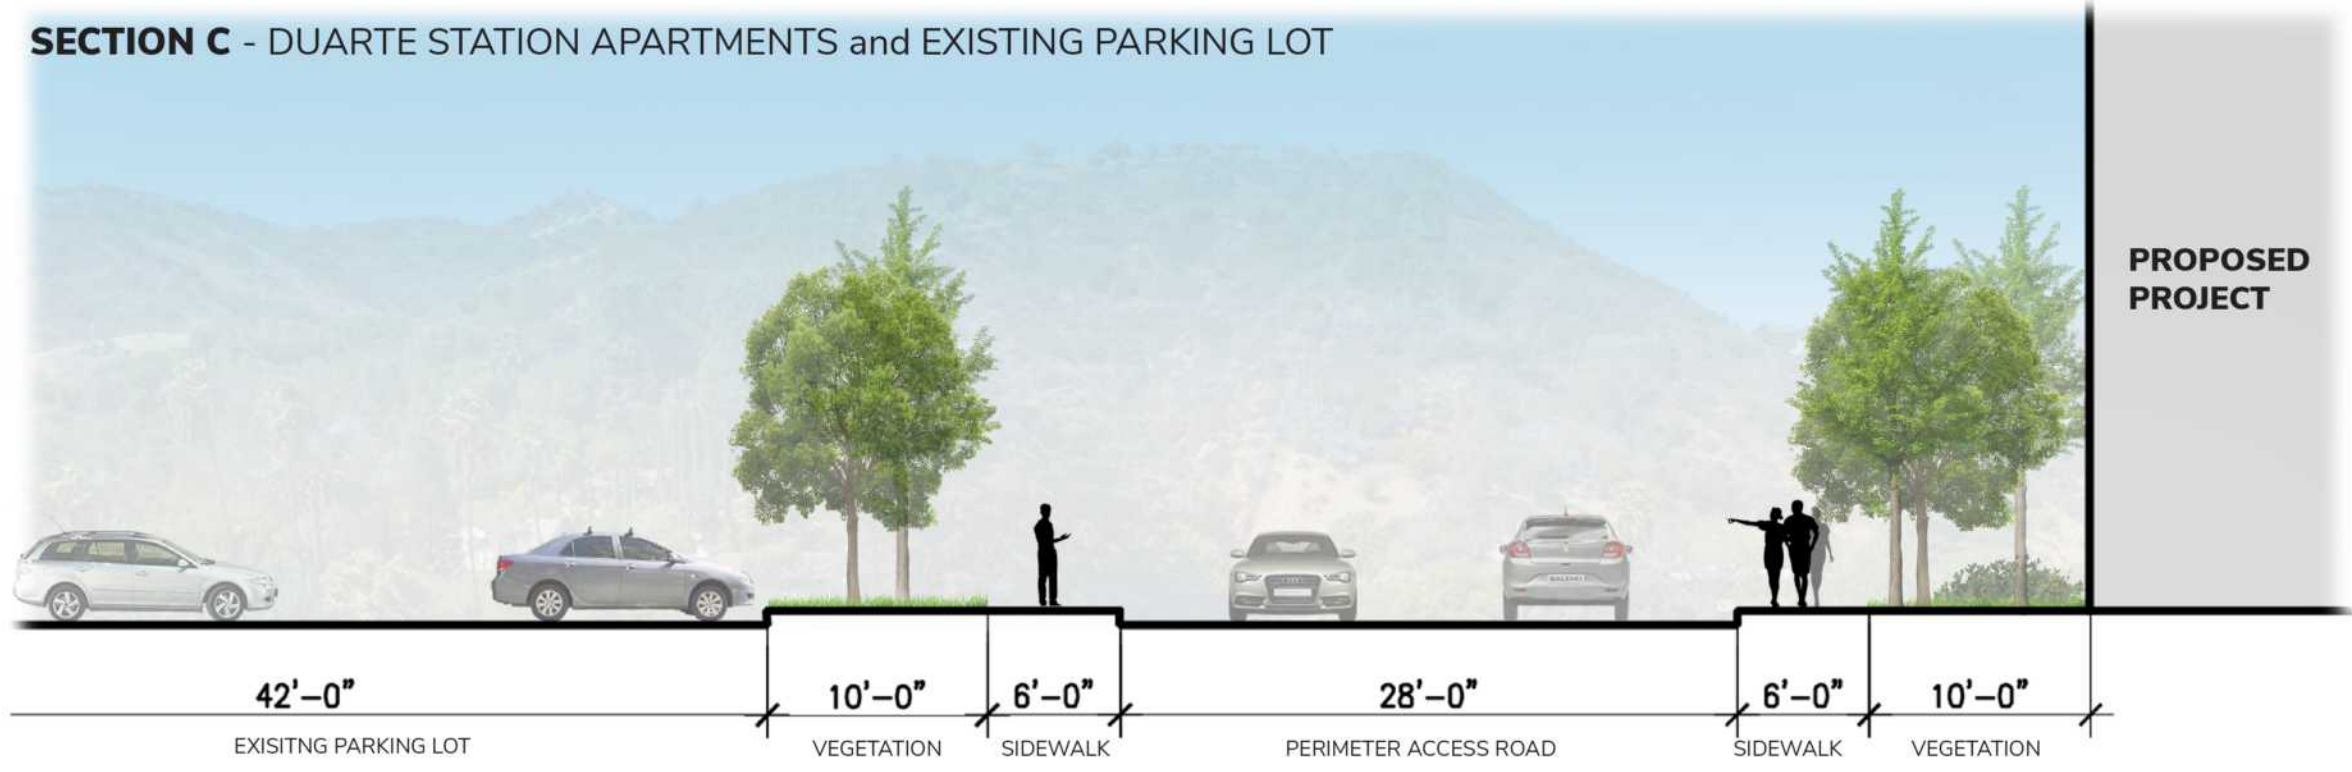 SECTION C - DUARTE STATION APARTMENTS and EXISTING PARKING LOT
PROPOSED
PROJECT
BALENO
42'-0"
10'-0"
6'-0"
28'-0"
6'-0"
10'-0"
EXISITNG PARKING LOT
VEGETATION
SIDEWALK
PERIMETER ACCESS ROAD
SIDEWALK
VEGETATION